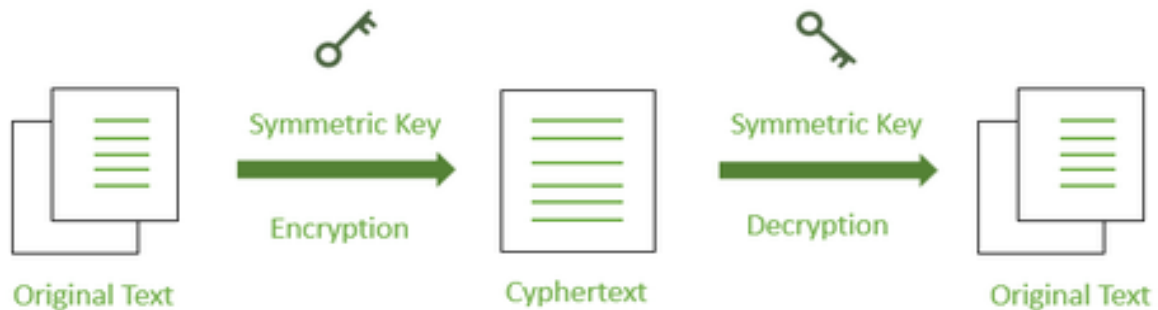 Symmetric Key
Symmetric Key
Encryption
Decryption
Original Text
Cyphertext
Original Text